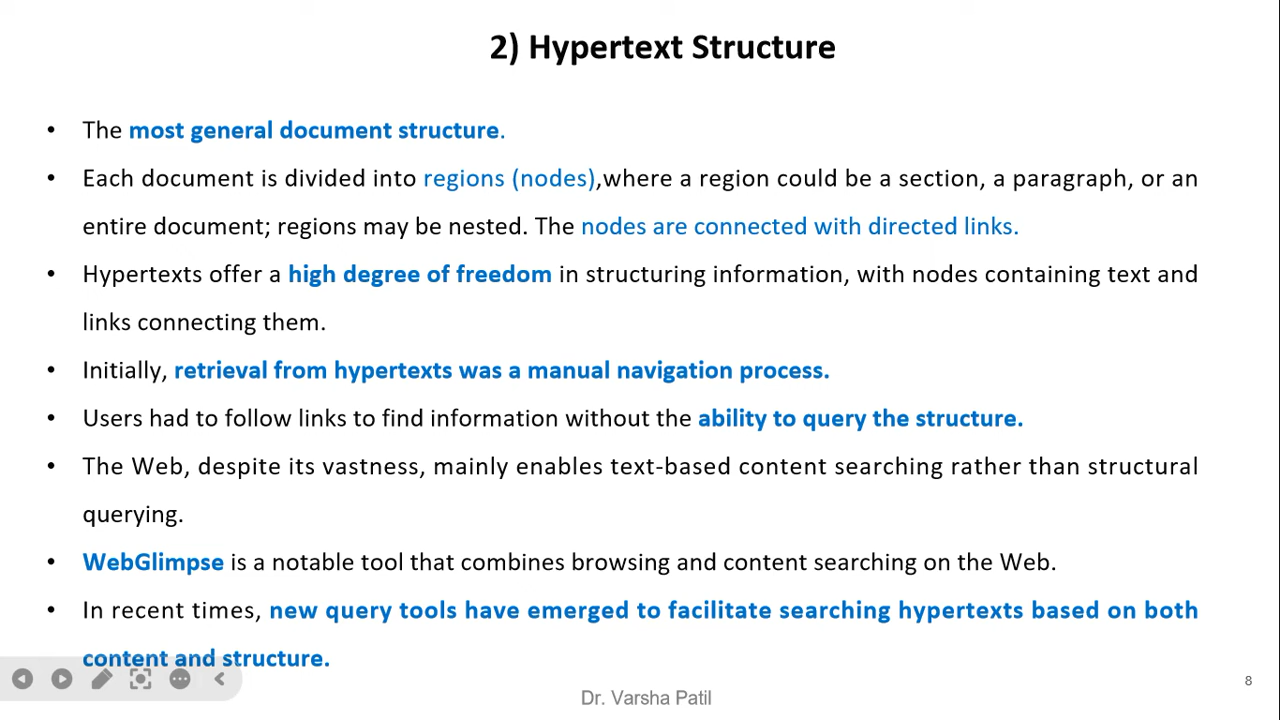 2) Hypertext Structure
• The most general document structure.
• Each document is divided into regions (nodes),where a region could be a section, a paragraph, or an
entire document; regions may be nested. The nodes are connected with directed links.
• Hypertexts offer a high degree of freedom in structuring information, with nodes containing text and
links connecting them.
• Initially, retrieval from hypertexts was a manual navigation process.
• Users had to follow links to find information without the ability to query the structure.
• The Web, despite its vastness, mainly enables text-based content searching rather than structural
querying.
• WebGlimpse is a notable tool that combines browsing and content searching on the Web.
• In recent times, new query tools have emerged to facilitate searching hypertexts based on both
content and structure.
8
Dr. Varsha Patil